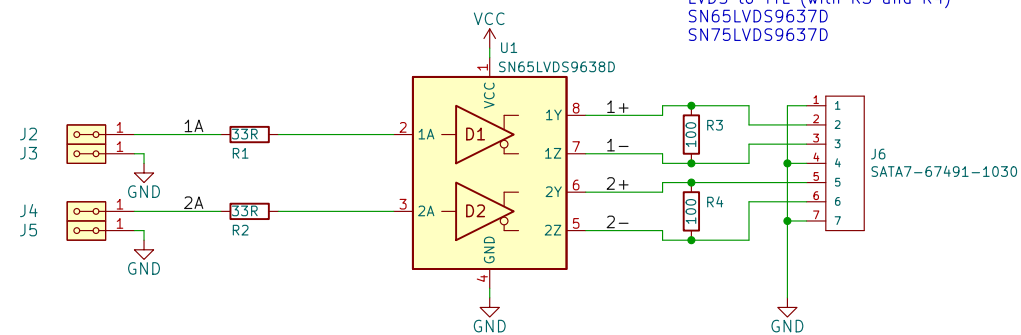 LVDS to TTL (with R3 and R4)
SN65LVDS9637D
SN75LVDS9637D
VCC
U1
SN65LVDS9638D
1
VCC
J2 1 1A 33R 2 1A D1 1Y 8 1+
J3 1 R1 1Z 7 1-
GND
J4 1 2A 33R 3 2A D2 2Y 6 2+
J5 1 R2 2Z 5 2-
GND
GND
4
GND
100 R3
100 R4
1 1
2 2
3 3
4 4
5 5
6 6
7 7
J6
SATA7-67491-1030
GND